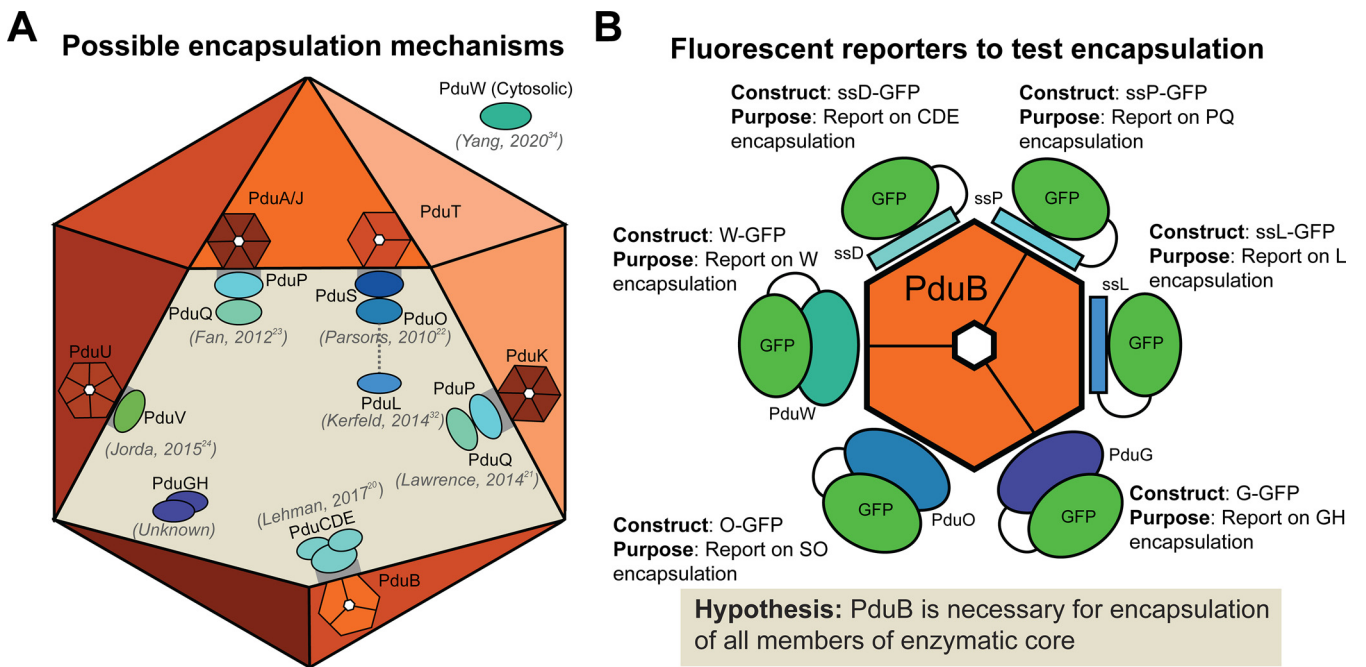 A
Possible encapsulation mechanisms
PduW (Cytosolic)
(Yang, 2020³⁴)
PduA/J
PduT
PduP
PduQ
(Fan, 2012²³)
PduS
PduO
(Parsons, 2010²²)
PduL
(Kerfeld, 2014³²)
PduU
PduV
(Jorda, 2015²⁴)
PduK
PduP
PduQ
(Lawrence, 2014²¹)
PduGH
(Unknown)
(Lehman, 2017²⁰)
PduCDE
PduB
B
Fluorescent reporters to test encapsulation
Construct: ssD-GFP
Purpose: Report on CDE
encapsulation
Construct: ssP-GFP
Purpose: Report on PQ
encapsulation
GFP
ssD
GFP
ssP
Construct: W-GFP
Purpose: Report on W
encapsulation
Construct: ssL-GFP
Purpose: Report on L
encapsulation
ssL
PduB
GFP
PduW
GFP
GFP
PduO
PduG
GFP
Construct: O-GFP
Purpose: Report on SO
encapsulation
Construct: G-GFP
Purpose: Report on GH
encapsulation
Hypothesis: PduB is necessary for encapsulation
of all members of enzymatic core